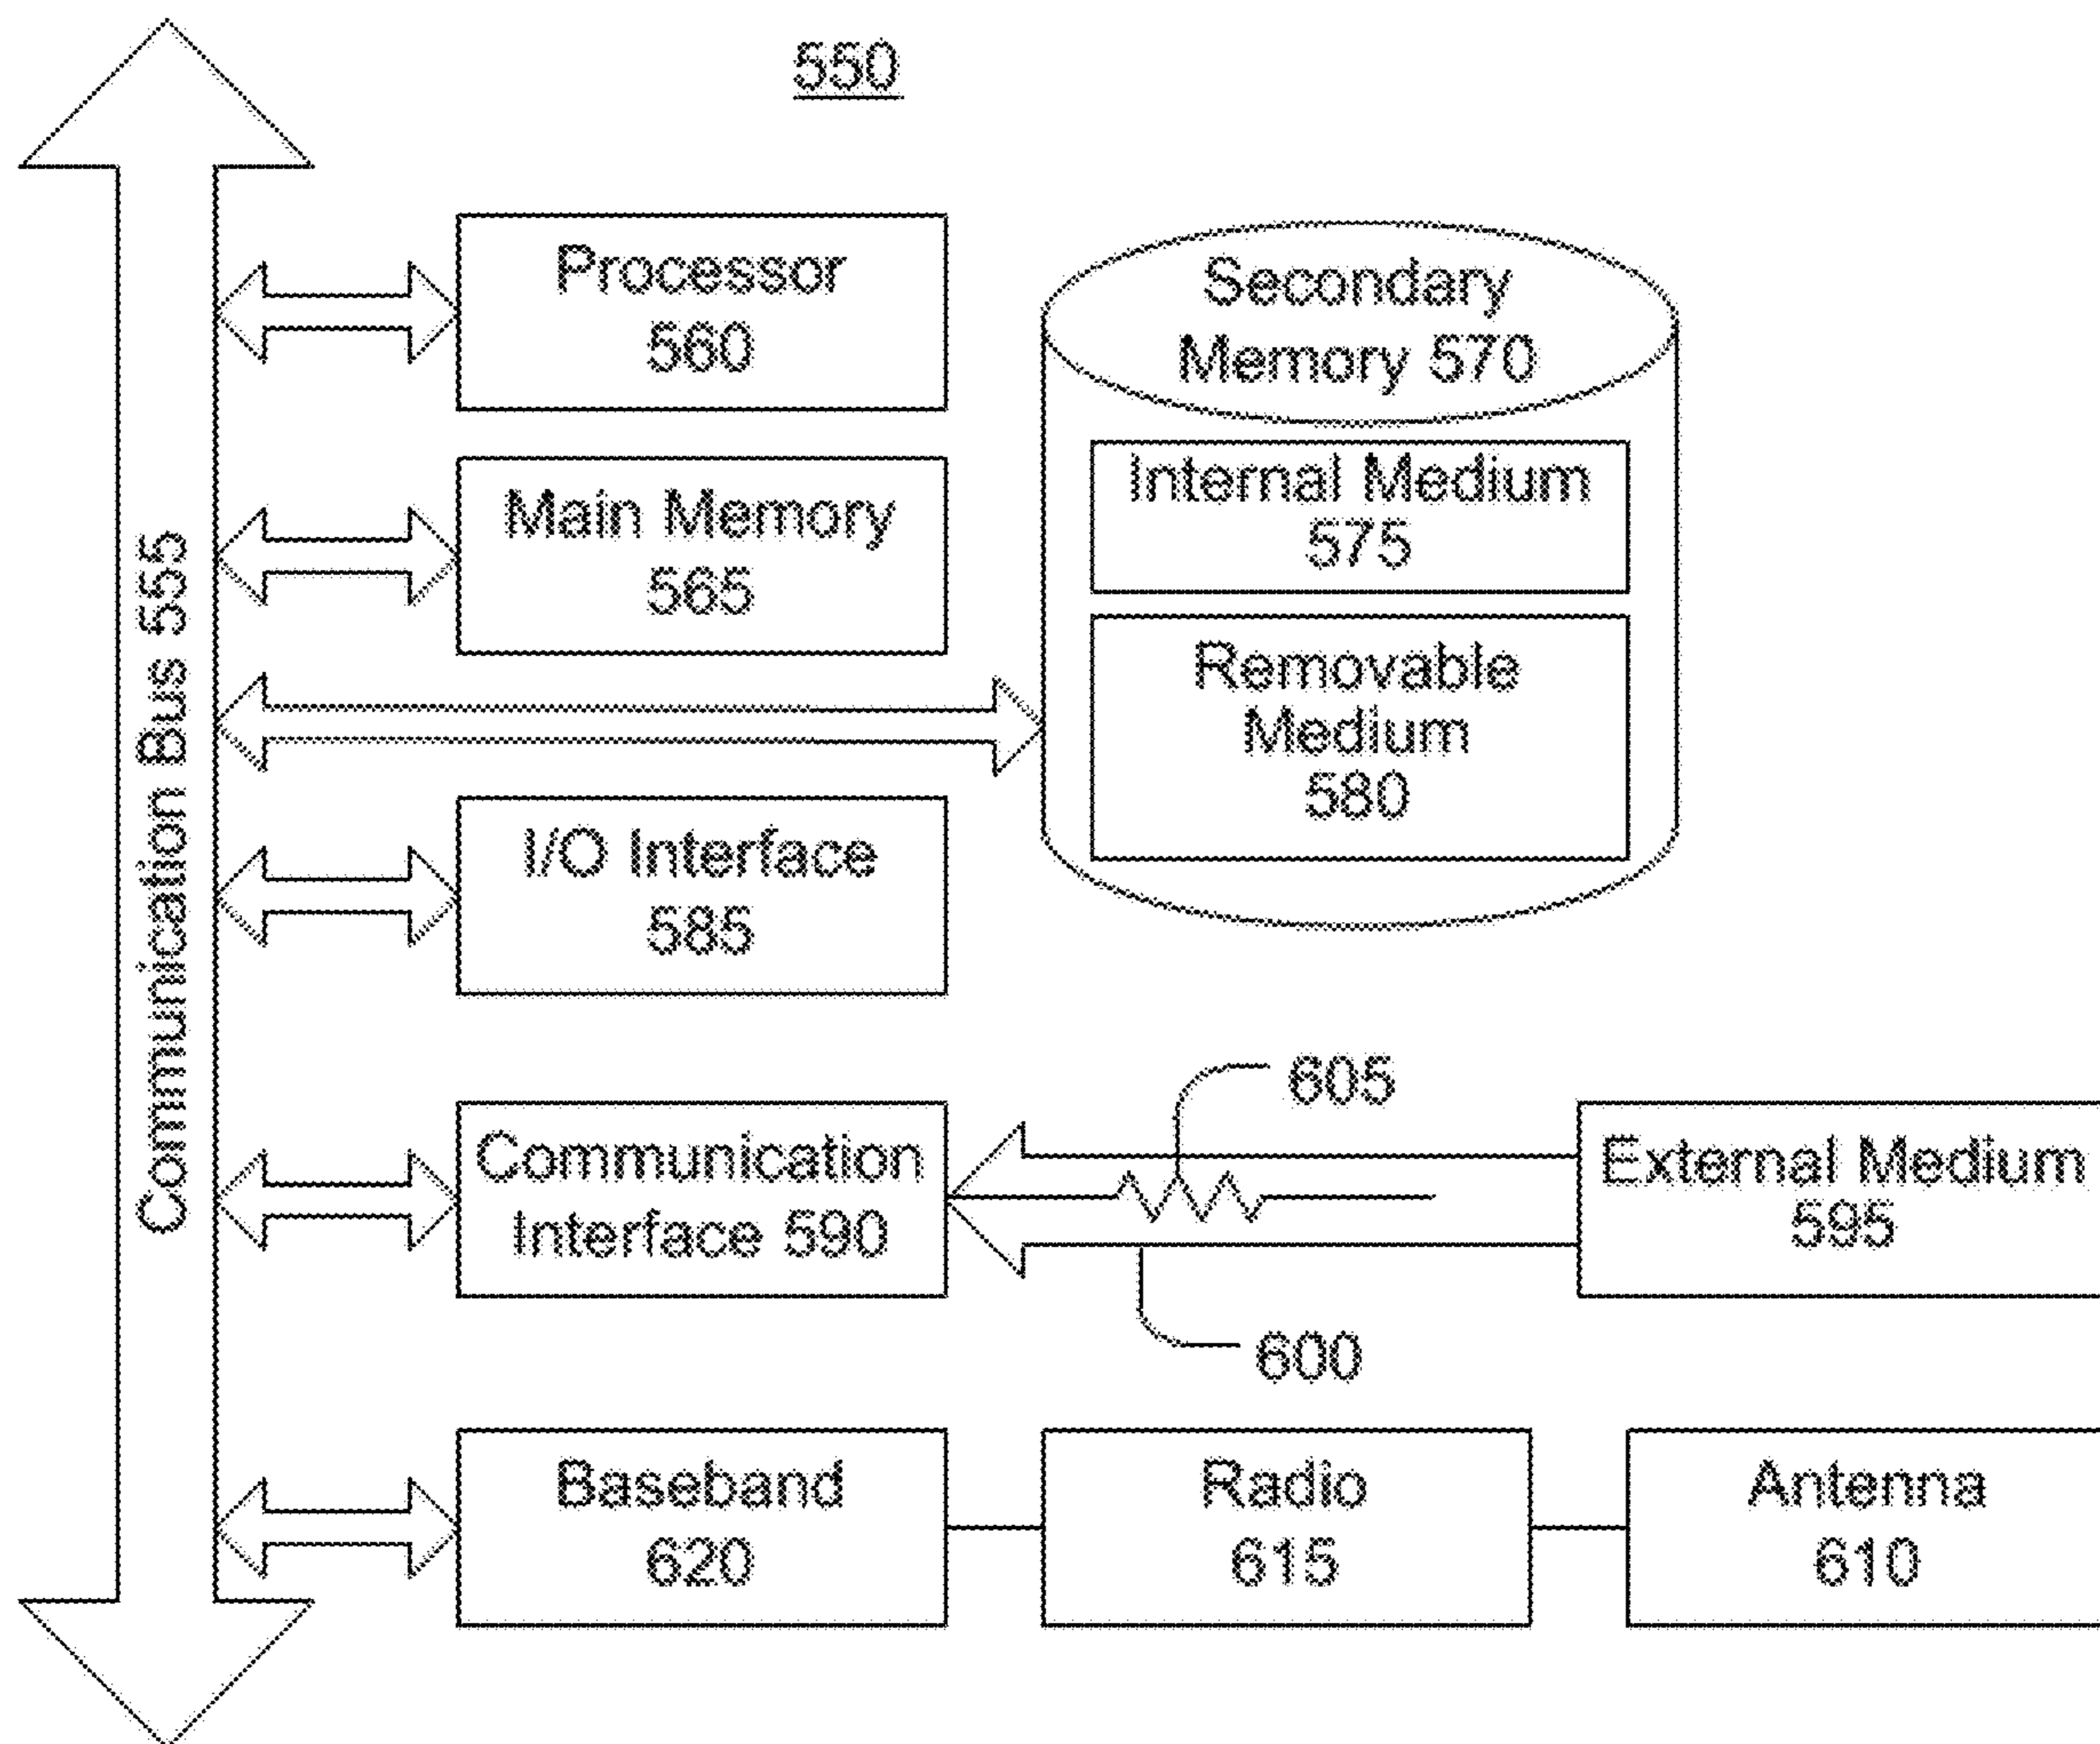 550
Processor
560
Secondary
Memory 570
Internal Medium
575
Main Memory
565
Removable
Medium
580
Communication Bus 555
I/O Interface
585
605
Communication
Interface 590
External Medium
595
600
Baseband
620
Radio
615
Antenna
610